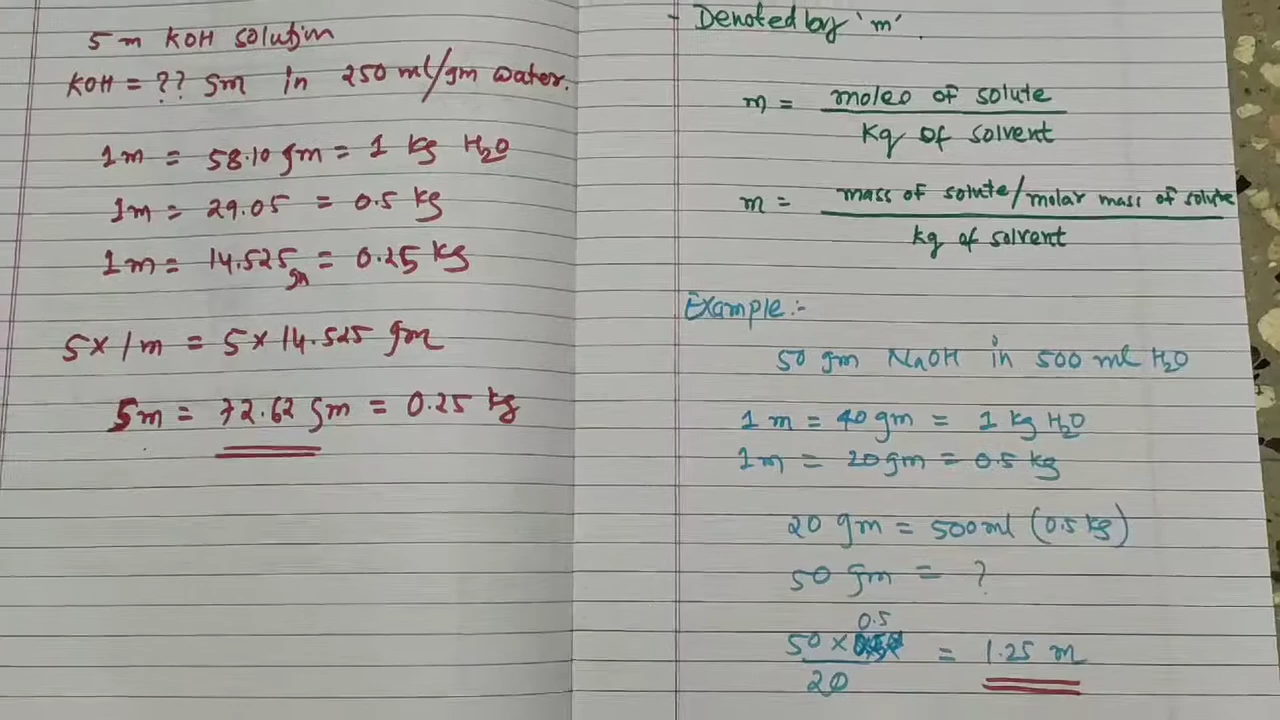 5 m KOH solution
KOH = ?? gm in 250 ml/gm water.
1m = 58.10 gm = 1 kg H2O
1m = 29.05 = 0.5 kg
1m = 14.525 gm = 0.25 kg
5 × 1m = 5 × 14.525 gm
5m = 72.62 gm = 0.25 kg
- Denoted by 'm'.
m = moles of solute
Kg of solvent
m = mass of solute/molar mass of solute
kg of solvent
Example:-
50 gm NaOH in 500 ml H2O
1 m = 40 gm = 1 kg H2O
1m = 20 gm = 0.5 kg
20 gm = 500 ml (0.5 kg)
50 gm = ?
0.5
50 × = 1.25 m
20